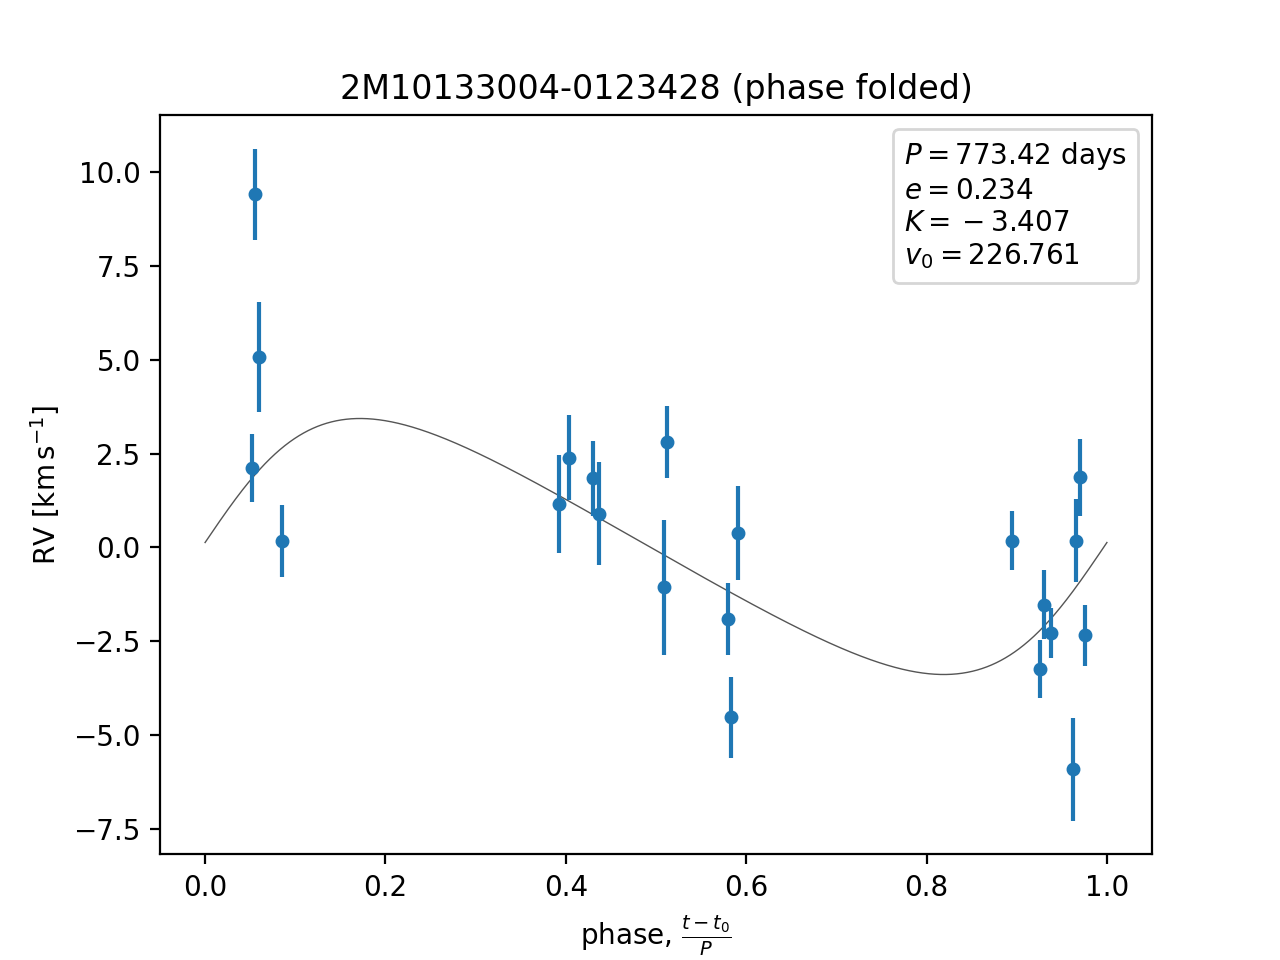 2M10133004-0123428 (phase folded)
P = 773.42 days
e = 0.234
K = −3.407
v₀ = 226.761
10.0
7.5
5.0
2.5
0.0
−2.5
−5.0
−7.5
RV [km s⁻¹]
0.0 0.2 0.4 0.6 0.8 1.0
phase, (t − t₀)/P